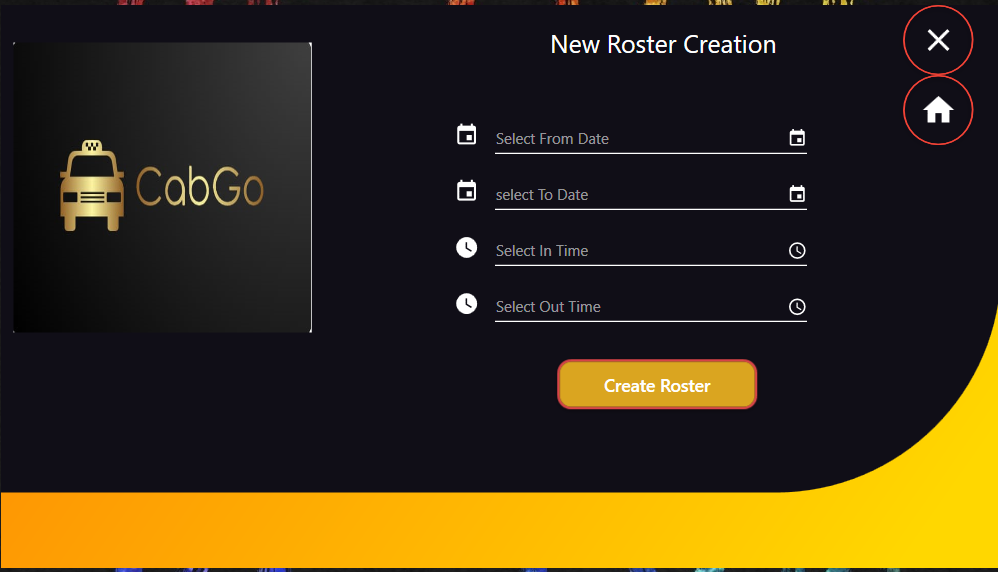 New Roster Creation
CabGo
Select From Date
select To Date
Select In Time
Select Out Time
Create Roster